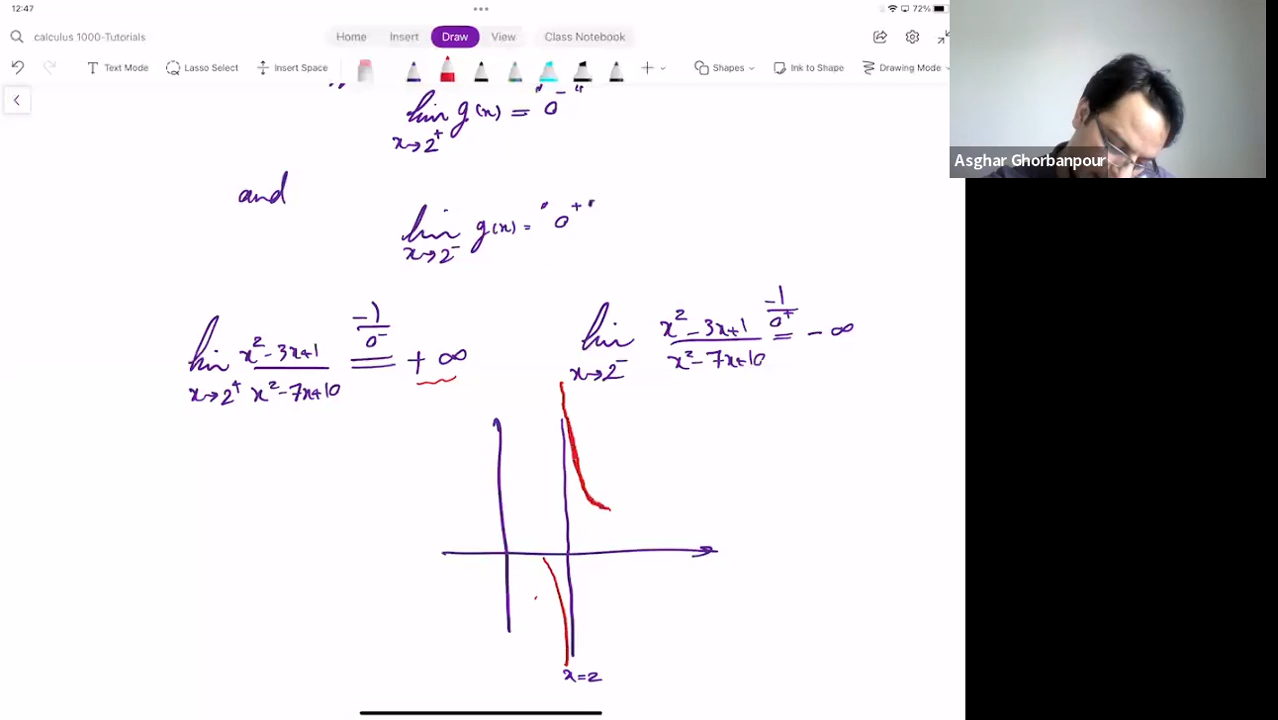 12:47
72%
calculus 1000-Tutorials
Home Insert Draw View Class Notebook
Text Mode Lasso Select Insert Space Shapes Ink to Shape Drawing Mode
Asghar Ghorbanpour
lim g(x) = "0⁻"
x→2⁺
and
lim g(x) = "0⁺"
x→2⁻
lim x→2⁺ (x²-3x+1)/(x²-7x+10) =^(-1/0⁻) +∞
lim x→2⁻ (x²-3x+1)/(x²-7x+10) =^(-1/0⁺) -∞
x=2